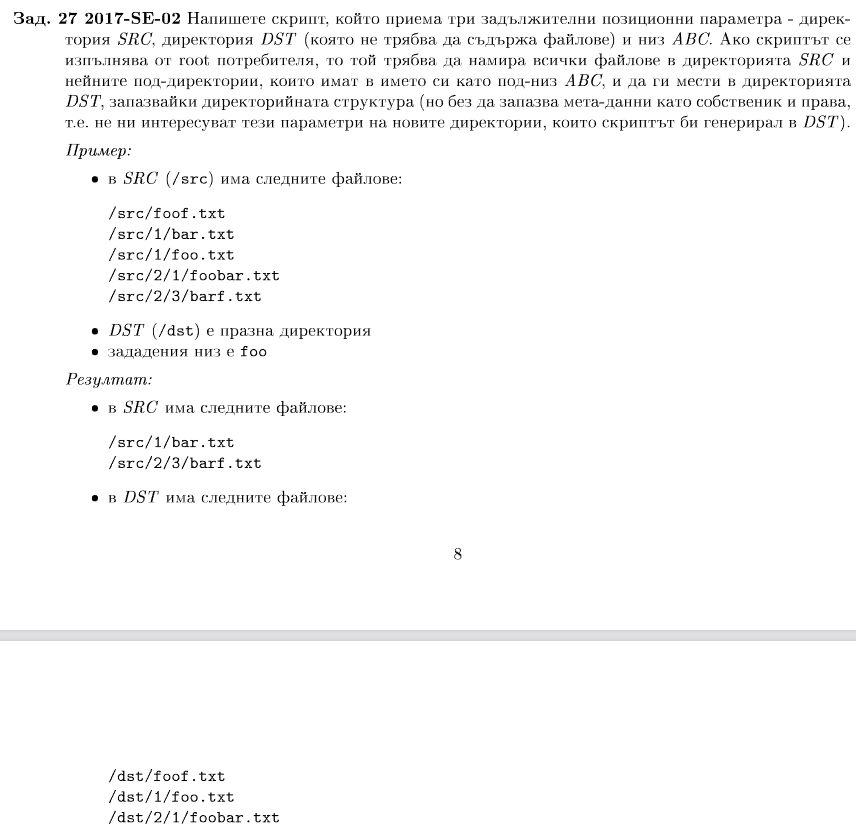 Зад. 27 2017-SE-02 Напишете скрипт, който приема три задължителни позиционни параметра - дирек-
тория SRC, директория DST (която не трябва да съдържа файлове) и низ ABC. Ако скриптът се
изпълнява от root потребителя, то той трябва да намира всички файлове в директорията SRC и
нейните под-директории, които имат в името си като под-низ ABC, и да ги мести в директорията
DST, запазвайки директорийната структура (но без да запазва мета-данни като собственик и права,
т.е. не ни интересуват тези параметри на новите директории, които скриптът би генерирал в DST).
Пример:
• в SRC (/src) има следните файлове:
/src/foof.txt
/src/1/bar.txt
/src/1/foo.txt
/src/2/1/foobar.txt
/src/2/3/barf.txt
• DST (/dst) е празна директория
• зададения низ е foo
Резултат:
• в SRC има следните файлове:
/src/1/bar.txt
/src/2/3/barf.txt
• в DST има следните файлове:
8
/dst/foof.txt
/dst/1/foo.txt
/dst/2/1/foobar.txt